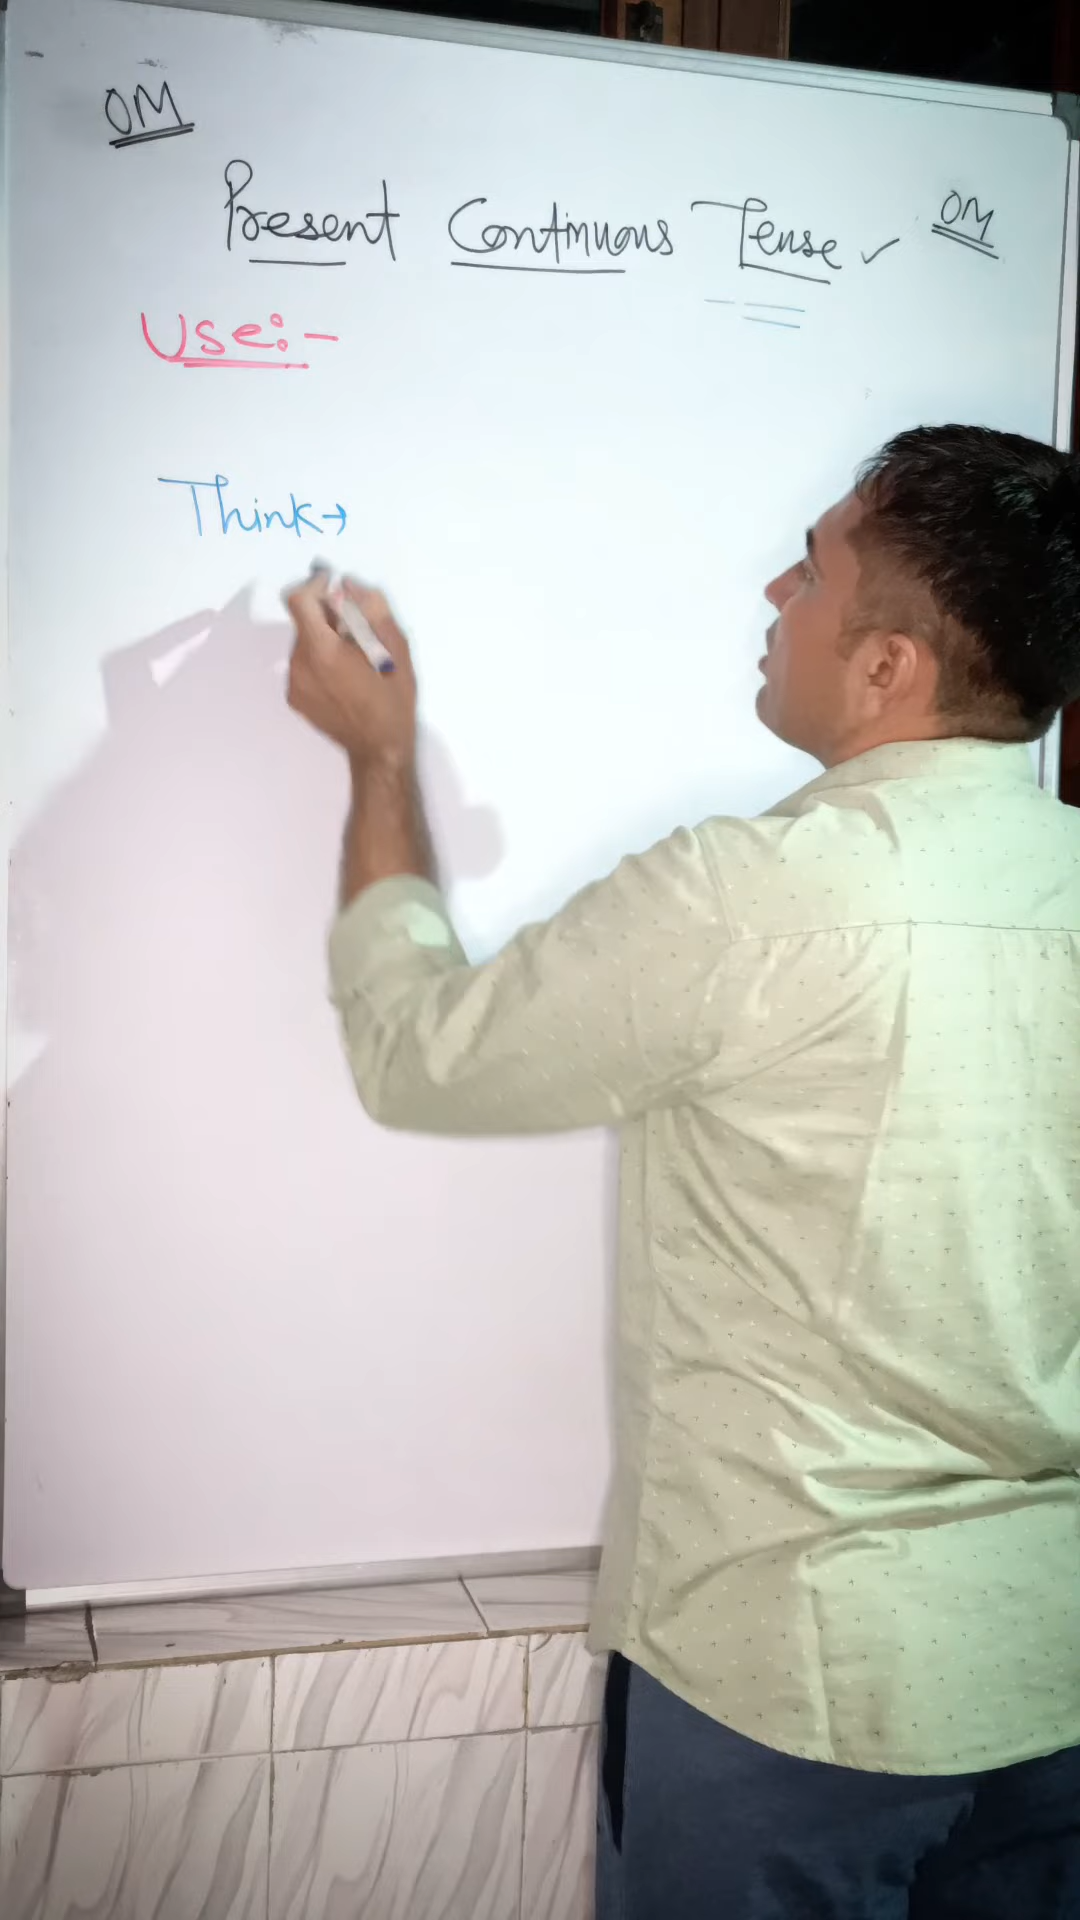 OM
Present Continuous Tense ✓ OM
Use:-
Think→